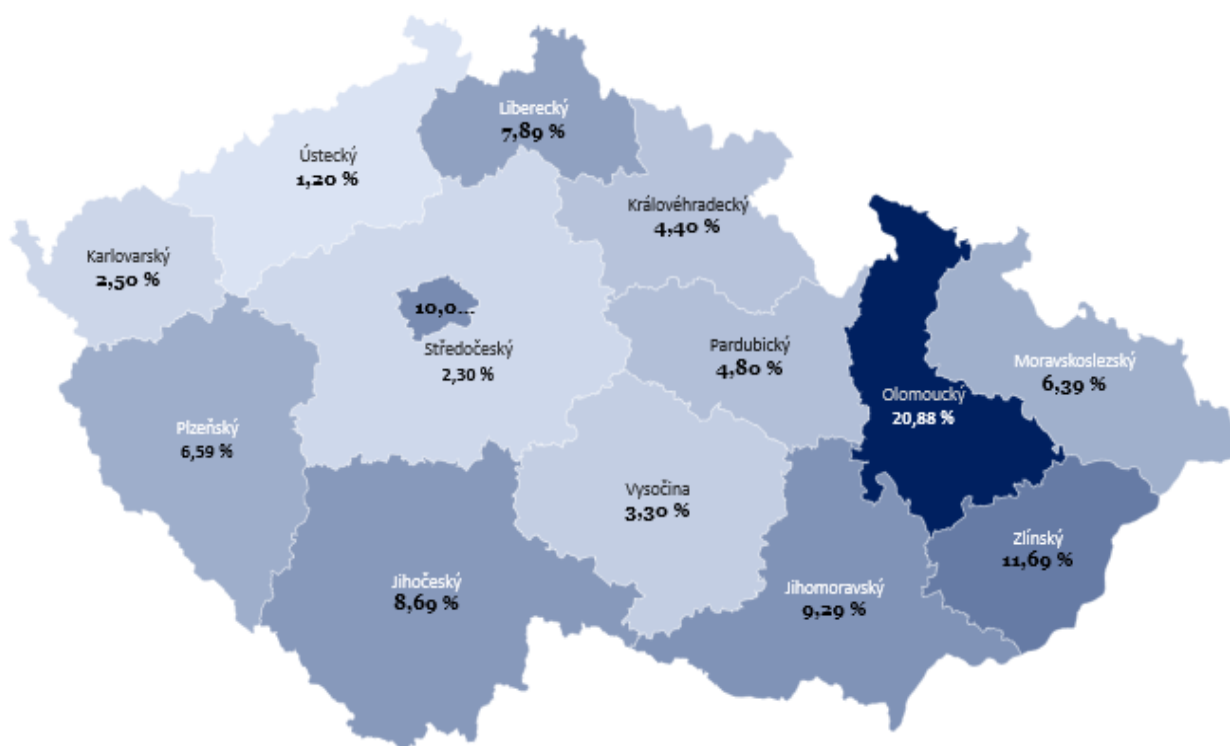 Liberecký
7,89 %
Ústecký
1,20 %
Královéhradecký
4,40 %
Karlovarský
2,50 %
10,0...
Středočeský
2,30 %
Pardubický
4,80 %
Moravskoslezský
6,39 %
Olomoucký
20,88 %
Plzeňský
6,59 %
Vysočina
3,30 %
Zlínský
11,69 %
Jihočeský
8,69 %
Jihomoravský
9,29 %